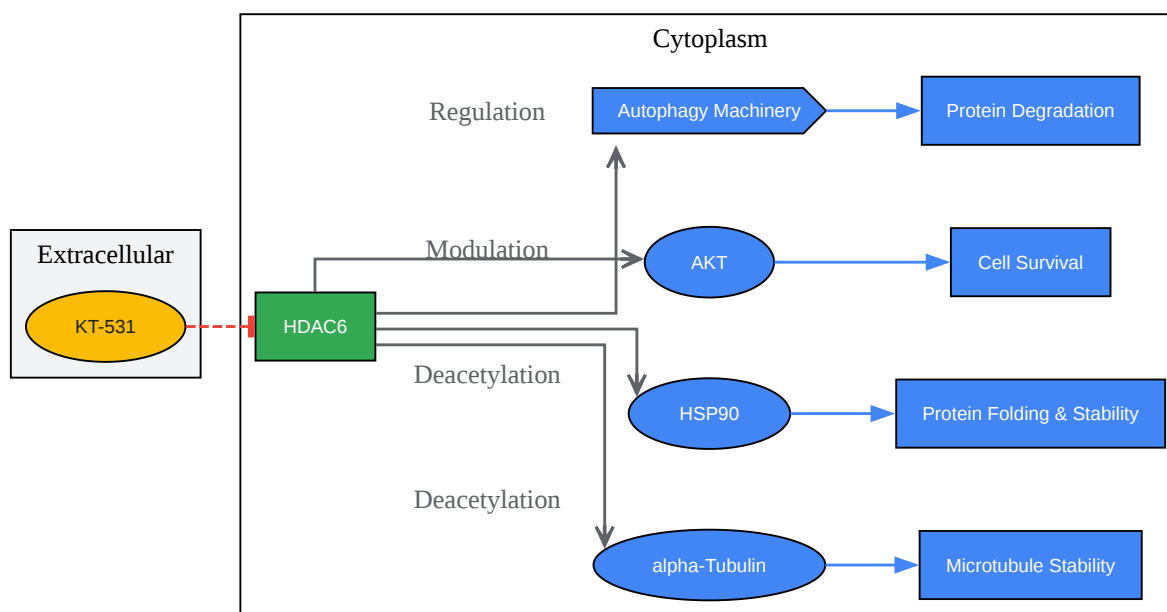 Cytoplasm
Regulation
Autophagy Machinery
Protein Degradation
Extracellular
Modulation
AKT
Cell Survival
KT-531
HDAC6
Deacetylation
HSP90
Protein Folding & Stability
Deacetylation
alpha-Tubulin
Microtubule Stability